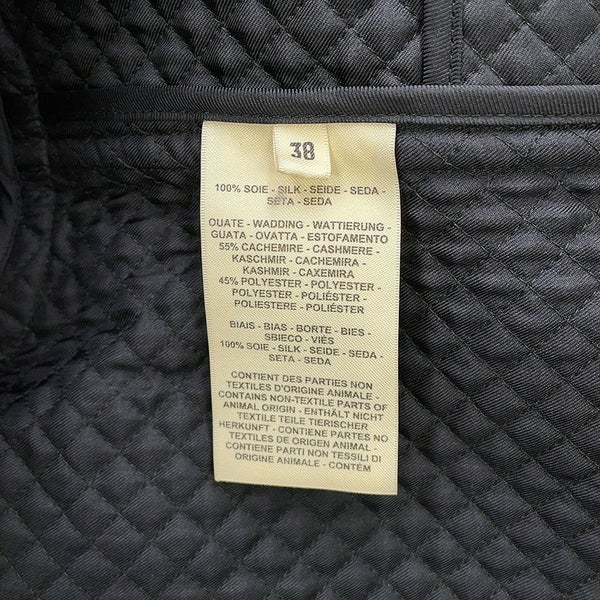 38
100% SOIE - SILK - SEIDE - SEDA -
SETA - SEDA
OUATE - WADDING - WATTIERUNG -
GUATA - OVATTA - ESTOFAMENTO
55% CACHEMIRE - CASHMERE -
KASCHMIR - CACHEMIRA -
KASHMIR - CAXEMIRA
45% POLYESTER - POLYESTER -
POLYESTER - POLIÉSTER -
POLIESTERE - POLIÉSTER
BIAIS - BIAS - BORTE - BIES -
SBIECO - VIÉS
100% SOIE - SILK - SEIDE - SEDA -
SETA - SEDA
CONTIENT DES PARTIES NON
TEXTILES D'ORIGINE ANIMALE -
CONTAINS NON-TEXTILE PARTS OF
ANIMAL ORIGIN - ENTHÄLT NICHT
TEXTILE TEILE TIERISCHER
HERKUNFT - CONTIENE PARTES NO
TEXTILES DE ORIGEN ANIMAL -
CONTIENE PARTI NON TESSILI DI
ORIGINE ANIMALE - CONTÉM